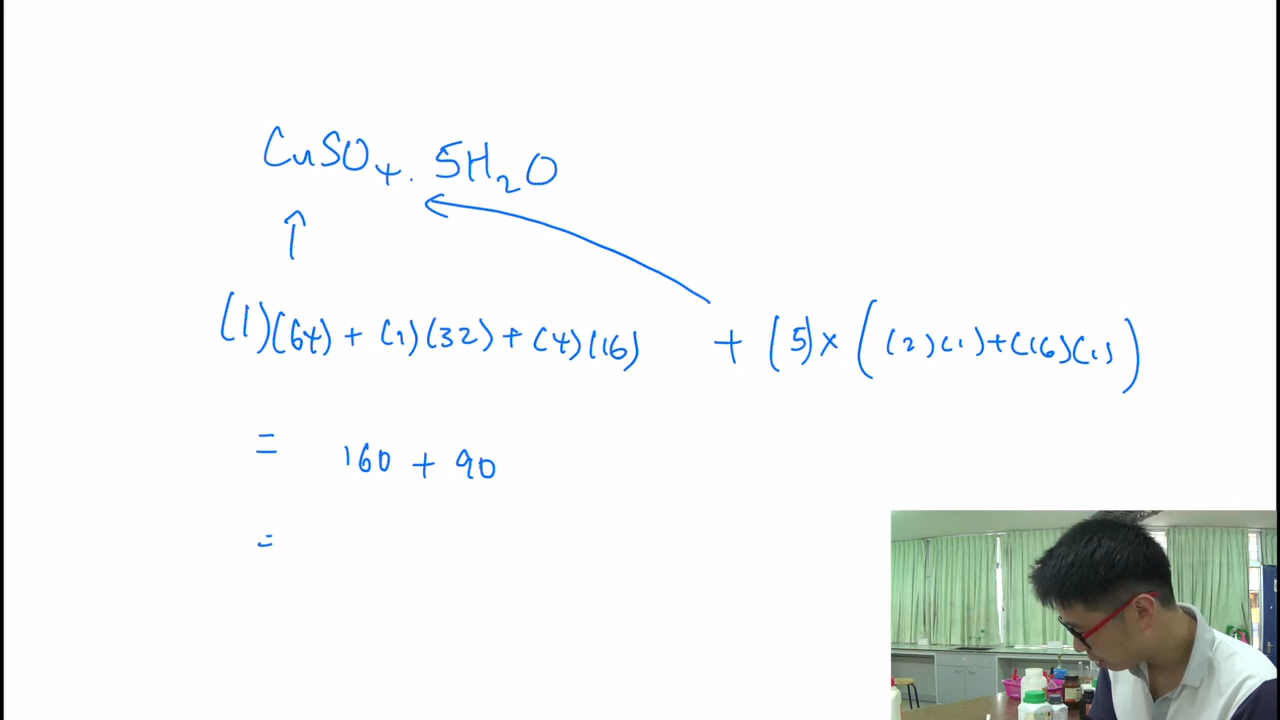 CuSO4 . 5H2O
(1)(64) + (1)(32) + (4)(16) + (5) × ((2)(1)+(16)(1))
= 160 + 90
=